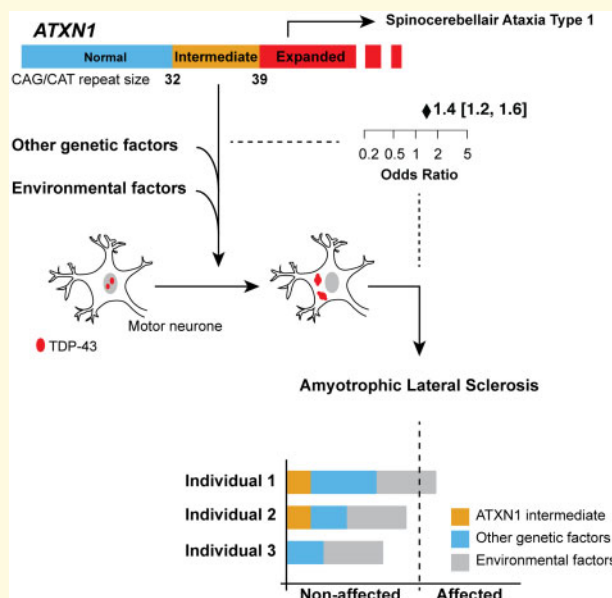 Spinocerebellair Ataxia Type 1
ATXN1
Normal Intermediate Expanded
CAG/CAT repeat size 32 39
1.4 [1.2, 1.6]
Other genetic factors
0.2 0.5 1 2 5
Odds Ratio
Environmental factors
Motor neurone
TDP-43
Amyotrophic Lateral Sclerosis
Individual 1
Individual 2
Individual 3
ATXN1 intermediate
Other genetic factors
Environmental factors
Non-affected Affected